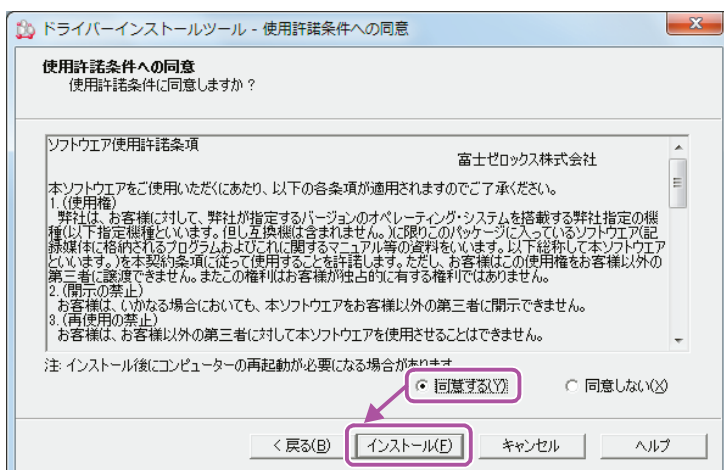 ドライバーインストールツール - 使用許諾条件への同意
使用許諾条件への同意
使用許諾条件に同意しますか？
ソフトウエア使用許諾条項
富士ゼロックス株式会社
本ソフトウエアをご使用いただくにあたり、以下の各条項が適用されますのでご了承ください。
1.(使用権)
弊社は、お客様に対して、弊社が指定するバージョンのオペレーティング・システムを搭載する弊社指定の機
種(以下指定機種といいます。但し互換機は含まれません。)に限りこのパッケージに入っているソフトウエア(記
録媒体に格納されるプログラムおよびこれに関するマニュアル等の資料をいいます。以下総称して本ソフトウエア
といいます。)を本契約条項に従って使用することを許諾します。ただし、お客様はこの使用権をお客様以外の
第三者に譲渡できません。またこの権利はお客様が独占的に有する権利ではありません。
2.(開示の禁止)
お客様は、いかなる場合においても、本ソフトウエアをお客様以外の第三者に開示できません。
3.(再使用の禁止)
お客様は、お客様以外の第三者に対して本ソフトウエアを使用させることはできません。
注: インストール後にコンピューターの再起動が必要になる場合があります
同意する(Y) 同意しない(X)
< 戻る(B) インストール(E) キャンセル ヘルプ